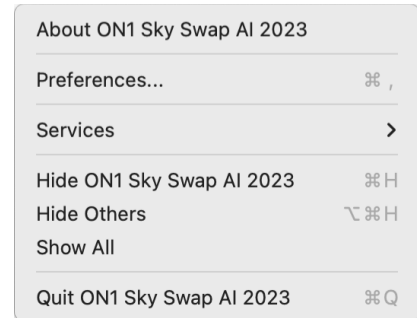 About ON1 Sky Swap AI 2023
Preferences... ⌘ ,
Services >
Hide ON1 Sky Swap AI 2023 ⌘H
Hide Others ⌥⌘H
Show All
Quit ON1 Sky Swap AI 2023 ⌘Q